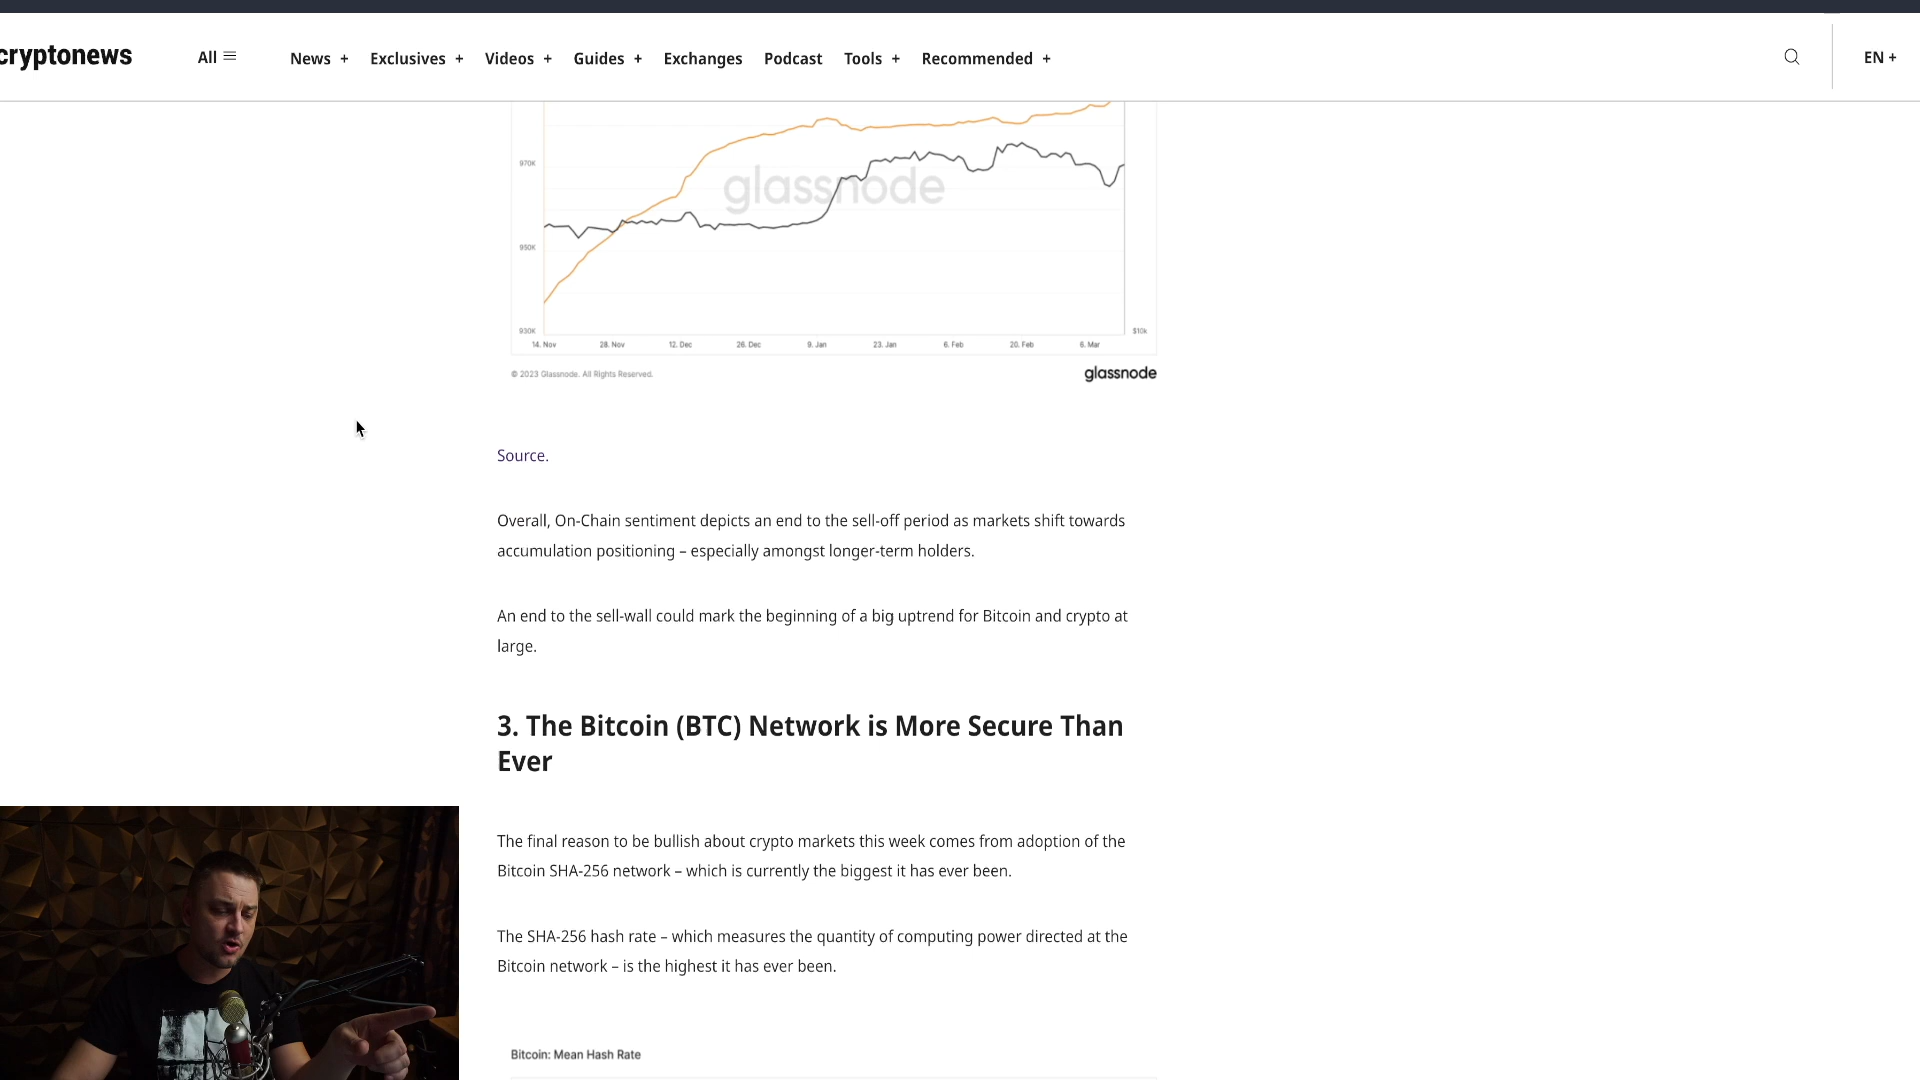 cryptonews
All
News +
Exclusives +
Videos +
Guides +
Exchanges
Podcast
Tools +
Recommended +
EN +
970K
glassnode
950K
930K
$10k
14. Nov
28. Nov
12. Dec
26. Dec
9. Jan
23. Jan
6. Feb
20. Feb
6. Mar
© 2023 Glassnode. All Rights Reserved.
glassnode
Source.
Overall, On-Chain sentiment depicts an end to the sell-off period as markets shift towards
accumulation positioning – especially amongst longer-term holders.
An end to the sell-wall could mark the beginning of a big uptrend for Bitcoin and crypto at
large.
3. The Bitcoin (BTC) Network is More Secure Than
Ever
The final reason to be bullish about crypto markets this week comes from adoption of the
Bitcoin SHA-256 network – which is currently the biggest it has ever been.
The SHA-256 hash rate – which measures the quantity of computing power directed at the
Bitcoin network – is the highest it has ever been.
Bitcoin: Mean Hash Rate